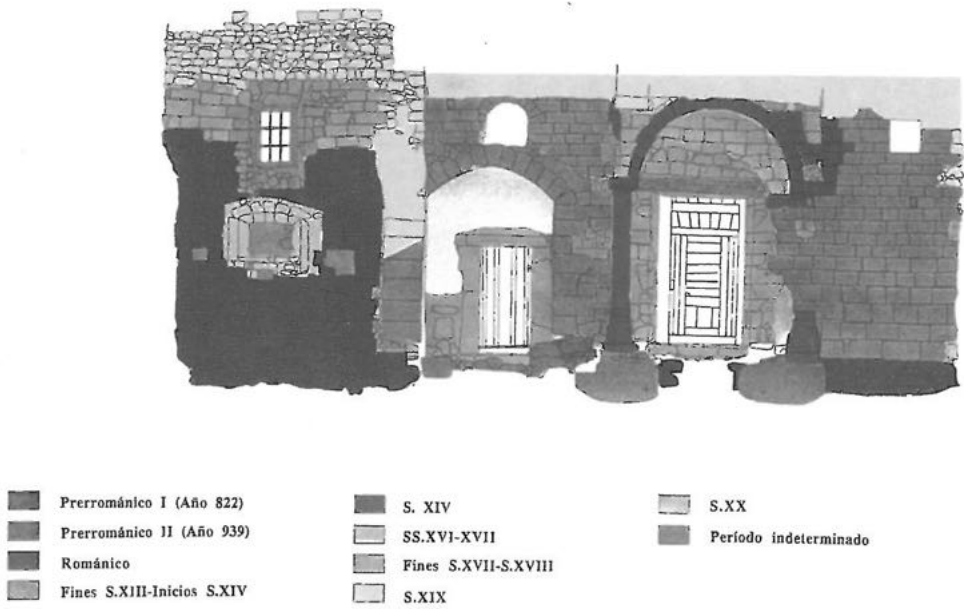 Prerrománico I (Año 822)
Prerrománico II (Año 939)
Románico
Fines S.XIII-Inicios S.XIV
S. XIV
SS.XVI-XVII
Fines S.XVII-S.XVIII
S.XIX
S.XX
Período indeterminado